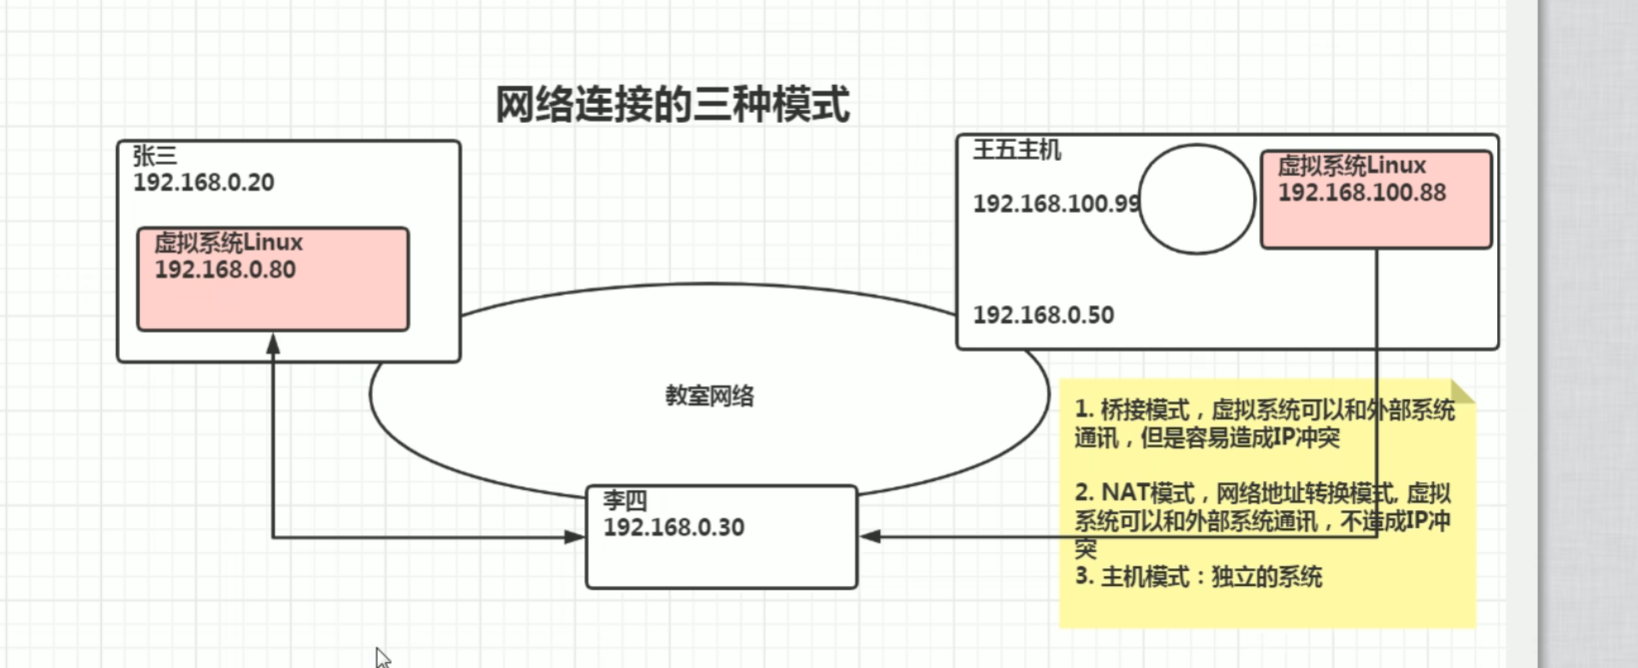 网络连接的三种模式
张三
192.168.0.20
虚拟系统Linux
192.168.0.80
王五主机
192.168.100.99
虚拟系统Linux
192.168.100.88
192.168.0.50
教室网络
李四
192.168.0.30
1. 桥接模式，虚拟系统可以和外部系统
通讯，但是容易造成IP冲突
2. NAT模式，网络地址转换模式, 虚拟
系统可以和外部系统通讯，不造成IP冲
突
3. 主机模式：独立的系统